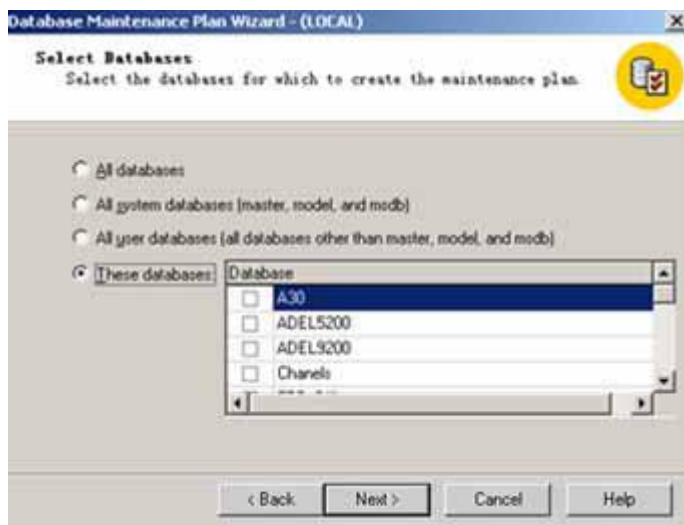 Database Maintenance Plan Wizard - (LOCAL)
Select Databases
Select the databases for which to create the maintenance plan.
All databases
All system databases (master, model, and msdb)
All user databases (all databases other than master, model, and msdb)
These databases:
Database
A30
ADEL5200
ADEL9200
Chanels
< Back
Next >
Cancel
Help